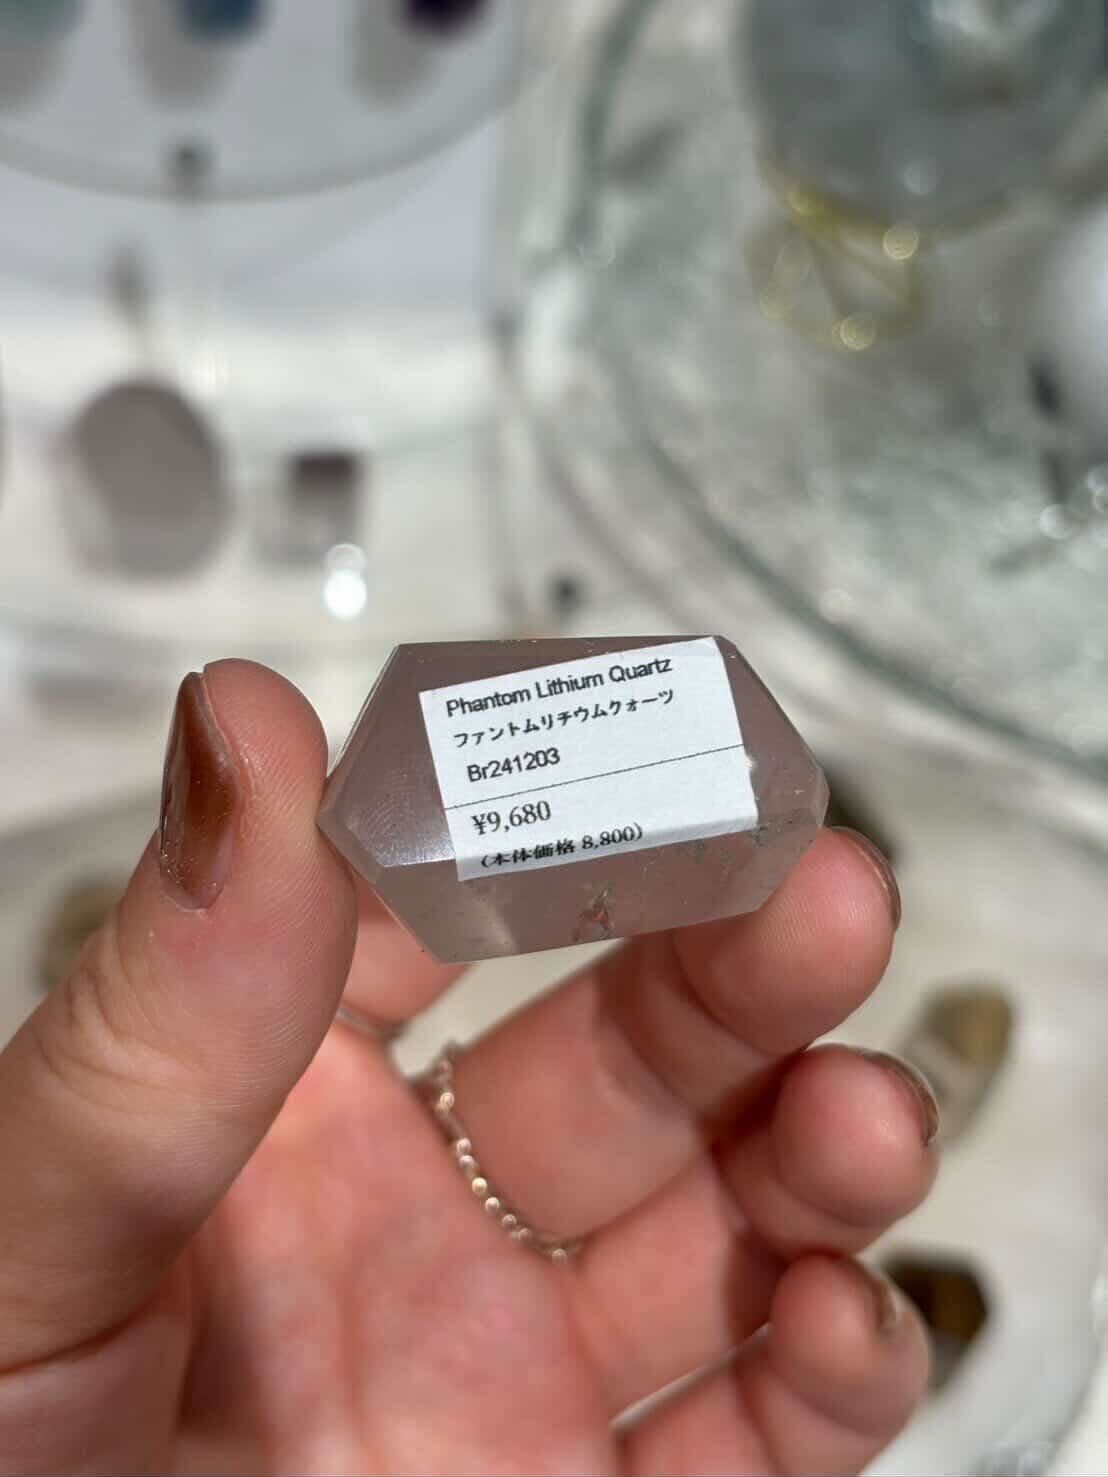 Phantom Lithium Quartz
ファントムリチウムクォーツ
Br241203
¥9,680
(本体価格 8,800)